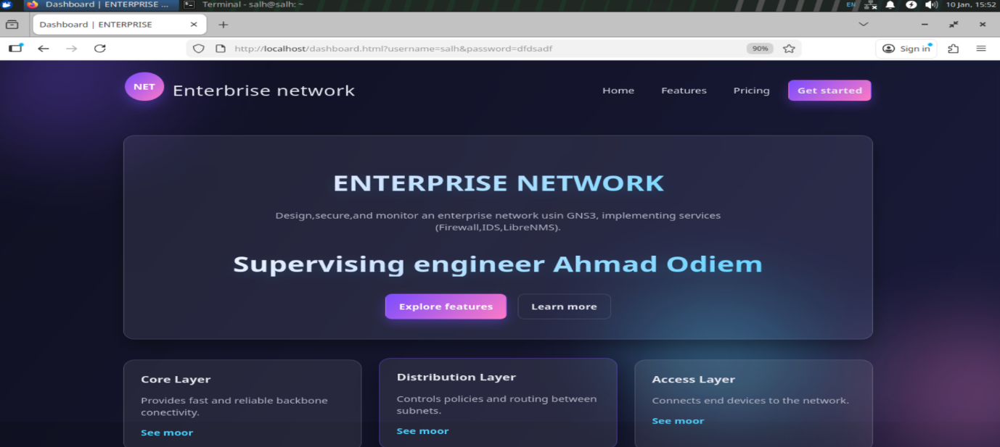 Dashboard | ENTERPRISE ...
Terminal - salh@salh: ~
EN
10 Jan, 15:52
Dashboard | ENTERPRISE
http://localhost/dashboard.html?username=salh&password=dfdsadf
90%
Sign in
NET
Enterbrise network
Home
Features
Pricing
Get started
ENTERPRISE NETWORK
Design,secure,and monitor an enterprise network usin GNS3, implementing services
(Firewall,IDS,LibreNMS).
Supervising engineer Ahmad Odiem
Explore features
Learn more
Core Layer
Provides fast and reliable backbone
conectivity.
See moor
Distribution Layer
Controls policies and routing between
subnets.
See moor
Access Layer
Connects end devices to the network.
See moor